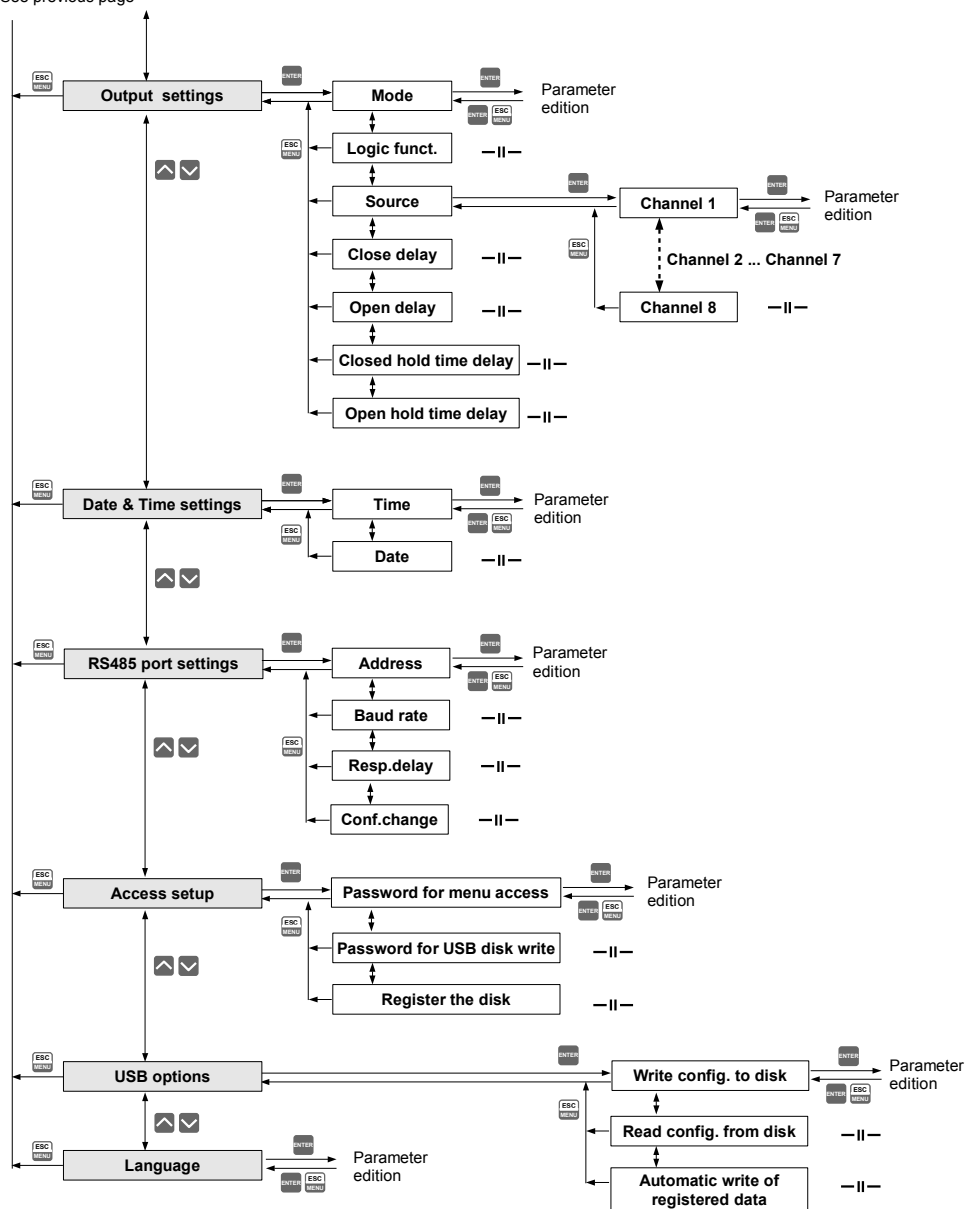 See previous page
ESC
MENU
Output settings
ENTER
Mode
ENTER
ENTER
ESC
MENU
Parameter
edition
ESC
MENU
Logic funct.
—II—
Source
ENTER
Channel 1
ENTER
ENTER
ESC
MENU
Parameter
edition
Close delay
—II—
ESC
MENU
Channel 2 ... Channel 7
Open delay
—II—
Channel 8
—II—
Closed hold time delay
—II—
Open hold time delay
—II—
ESC
MENU
Date & Time settings
ENTER
Time
ENTER
ENTER
ESC
MENU
Parameter
edition
ESC
MENU
Date
—II—
ESC
MENU
RS485 port settings
ENTER
Address
ENTER
ENTER
ESC
MENU
Parameter
edition
Baud rate
—II—
ESC
MENU
Resp.delay
—II—
Conf.change
—II—
ESC
MENU
Access setup
ENTER
Password for menu access
ENTER
ENTER
ESC
MENU
Parameter
edition
ESC
MENU
Password for USB disk write
—II—
Register the disk
—II—
ESC
MENU
USB options
ENTER
Write config. to disk
ENTER
ENTER
ESC
MENU
Parameter
edition
ESC
MENU
Read config. from disk
—II—
ESC
MENU
Language
ENTER
ENTER
ESC
MENU
Parameter
edition
Automatic write of
registered data
—II—